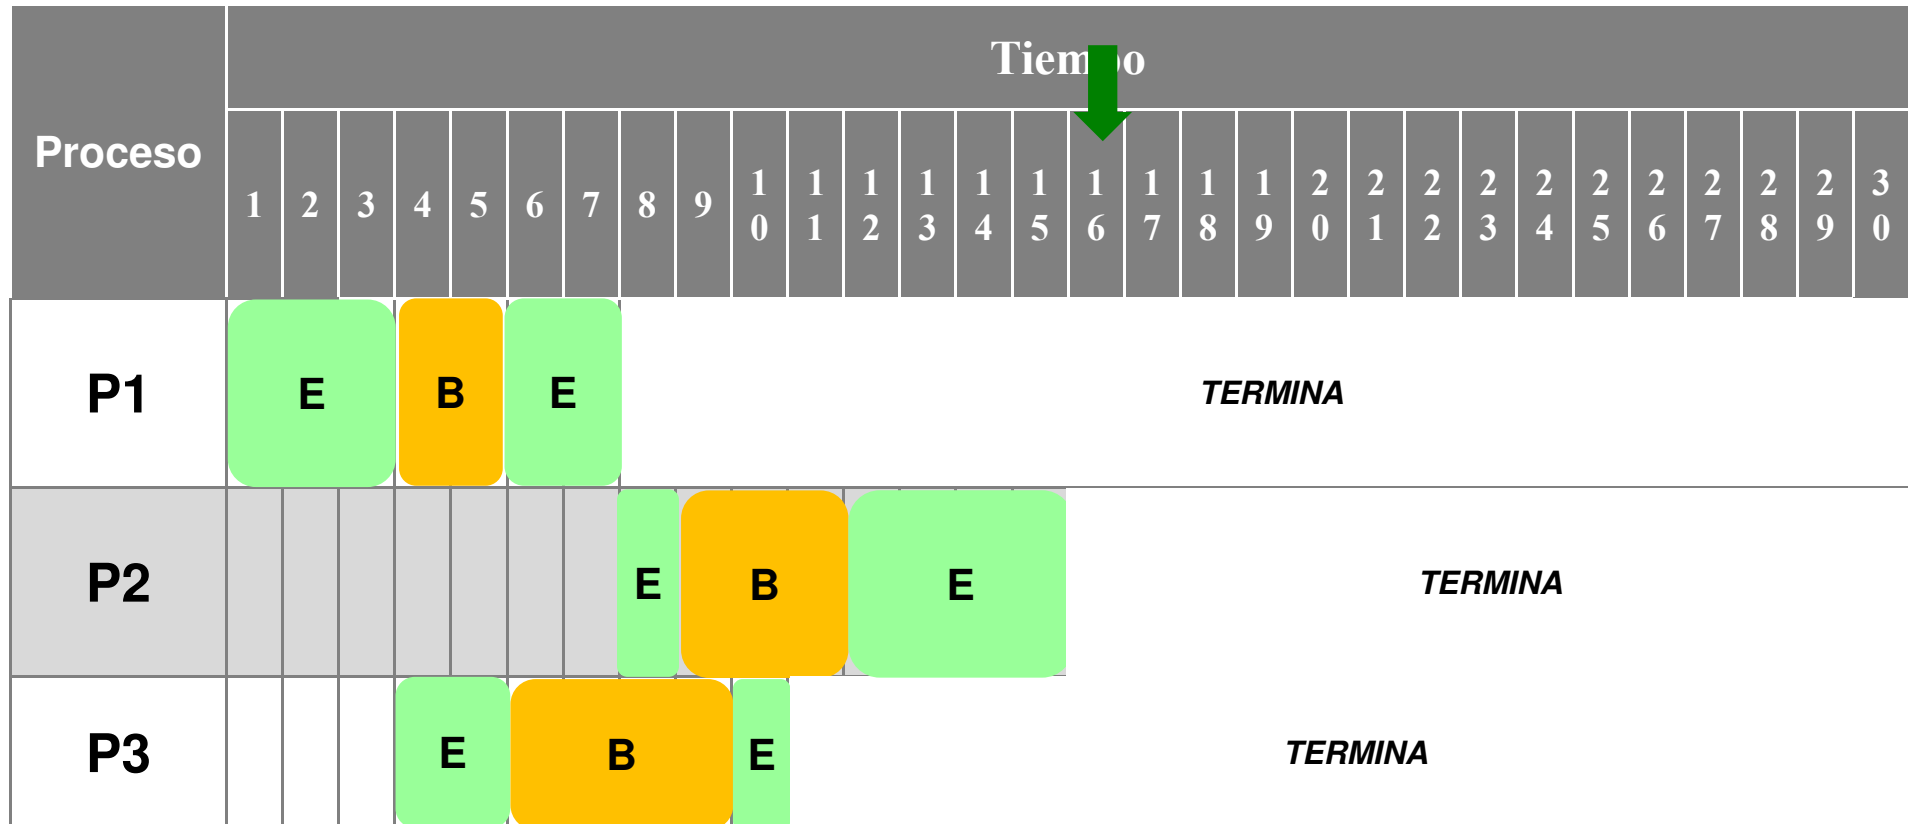 Tiempo
Proceso
1 2 3 4 5 6 7 8 9 10 11 12 13 14 15 16 17 18 19 20 21 22 23 24 25 26 27 28 29 30
P1 E B E TERMINA
P2 E B E TERMINA
P3 E B E TERMINA